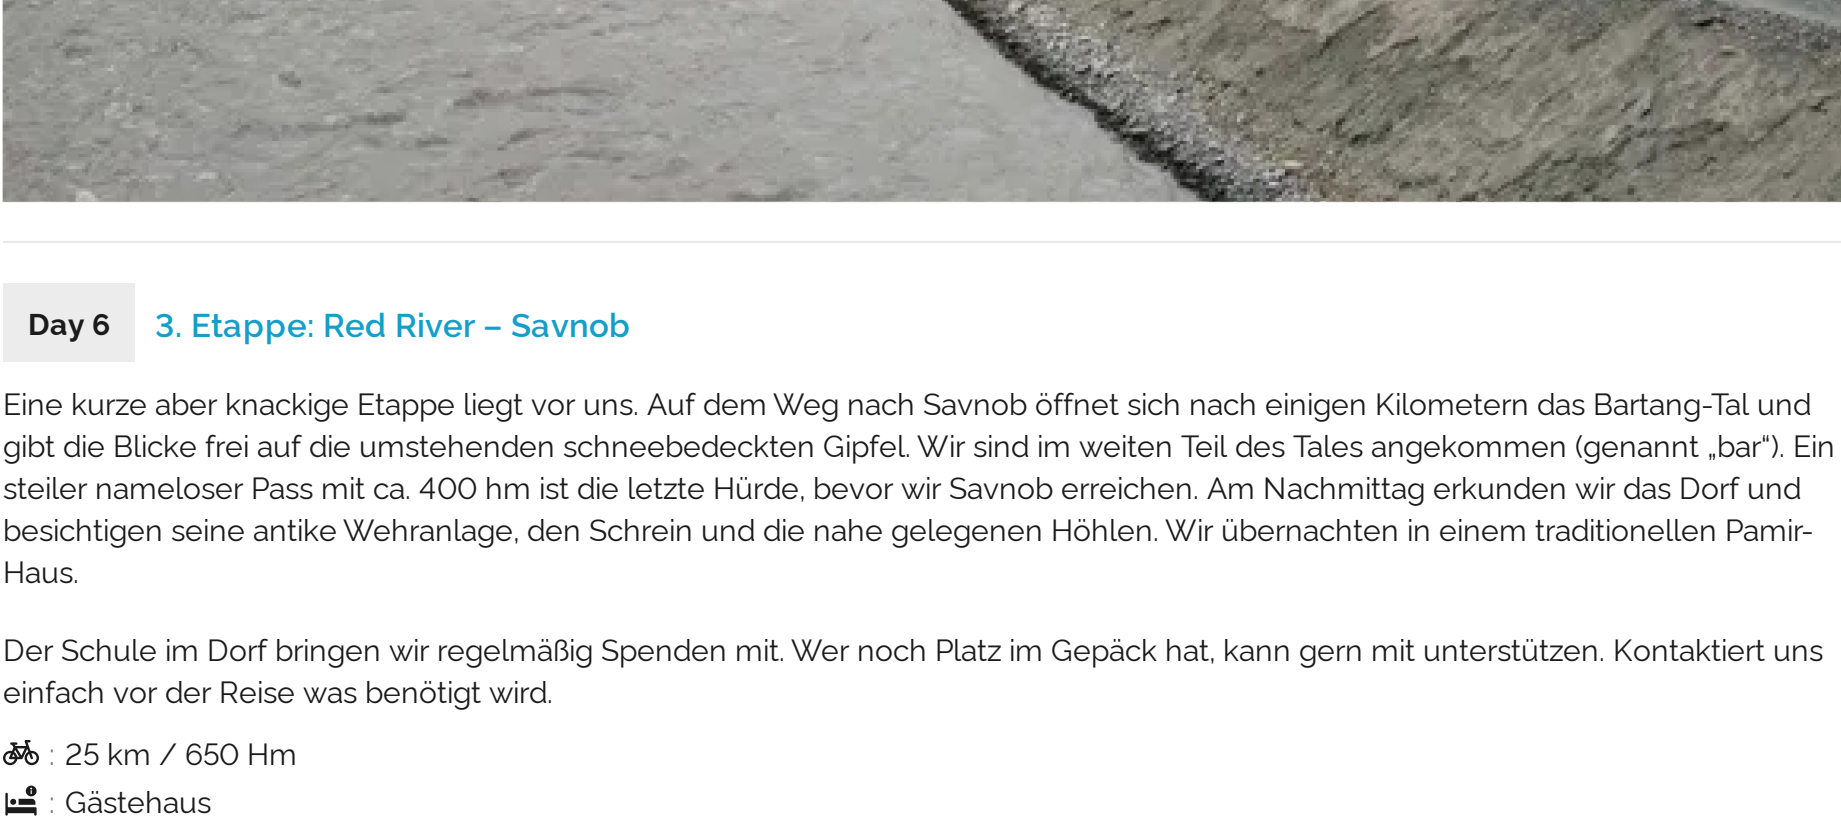 Day 6
3. Etappe: Red River – Savnob
Eine kurze aber knackige Etappe liegt vor uns. Auf dem Weg nach Savnob öffnet sich nach einigen Kilometern das Bartang-Tal und
gibt die Blicke frei auf die umstehenden schneebedeckten Gipfel. Wir sind im weiten Teil des Tales angekommen (genannt „bar“). Ein
steiler nameloser Pass mit ca. 400 hm ist die letzte Hürde, bevor wir Savnob erreichen. Am Nachmittag erkunden wir das Dorf und
besichtigen seine antike Wehranlage, den Schrein und die nahe gelegenen Höhlen. Wir übernachten in einem traditionellen Pamir-
Haus.
Der Schule im Dorf bringen wir regelmäßig Spenden mit. Wer noch Platz im Gepäck hat, kann gern mit unterstützen. Kontaktiert uns
einfach vor der Reise was benötigt wird.
: 25 km / 650 Hm
: Gästehaus